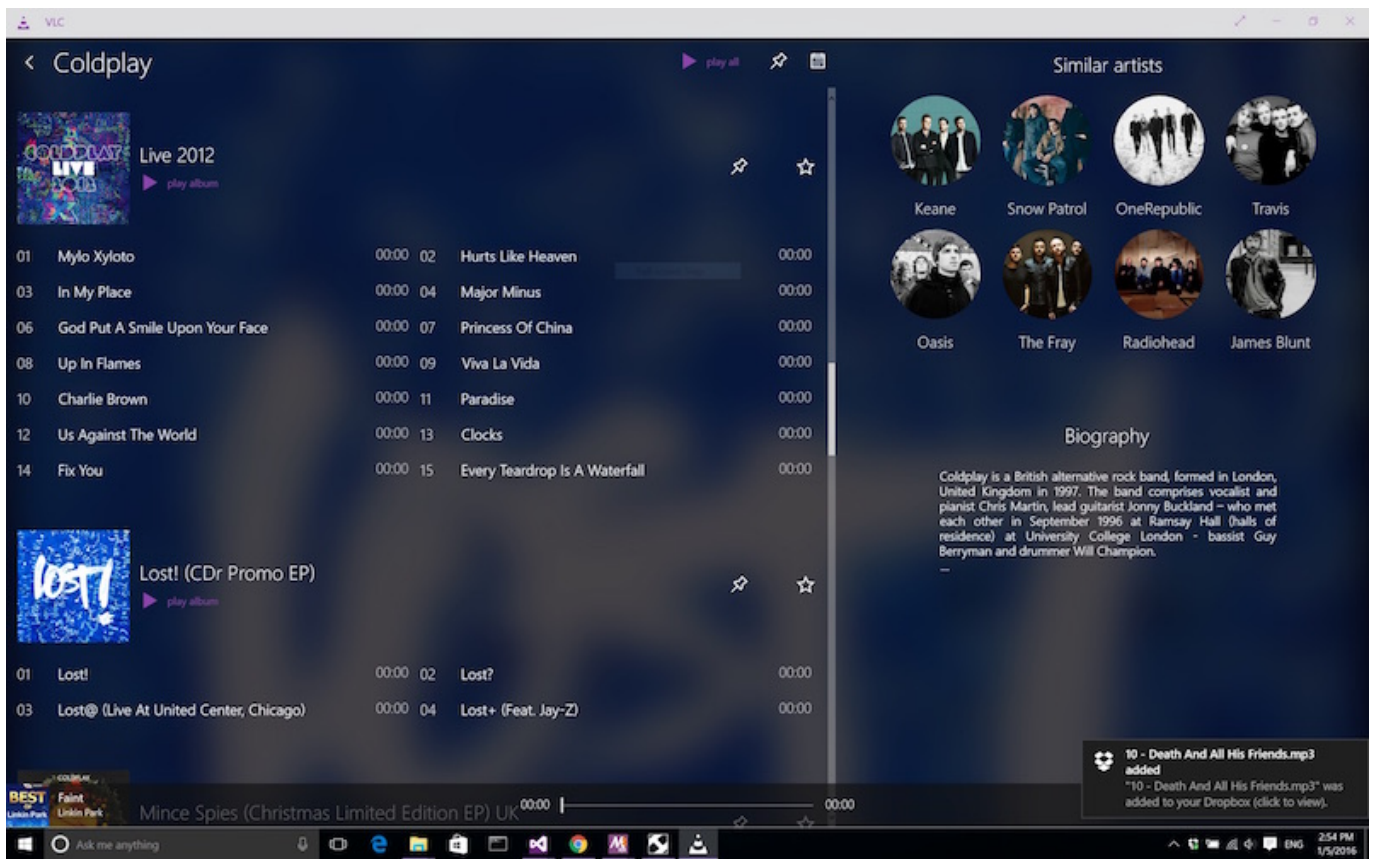 VLC
Coldplay
play all
COLDPLAY
LIVE
2012
Live 2012
play album
01 Mylo Xyloto 00:00 02 Hurts Like Heaven 00:00
03 In My Place 00:00 04 Major Minus 00:00
06 God Put A Smile Upon Your Face 00:00 07 Princess Of China 00:00
08 Up In Flames 00:00 09 Viva La Vida 00:00
10 Charlie Brown 00:00 11 Paradise 00:00
12 Us Against The World 00:00 13 Clocks 00:00
14 Fix You 00:00 15 Every Teardrop Is A Waterfall 00:00
LOST!
Lost! (CDr Promo EP)
play album
01 Lost! 00:00 02 Lost? 00:00
03 Lost@ (Live At United Center, Chicago) 00:00 04 Lost+ (Feat. Jay-Z) 00:00
COLDPLAY
Mince Spies (Christmas Limited Edition EP) UK
BEST
OF
Linkin Park
Faint
Linkin Park
00:00 00:00
Similar artists
Keane Snow Patrol OneRepublic Travis
Oasis The Fray Radiohead James Blunt
Biography
Coldplay is a British alternative rock band, formed in London,
United Kingdom in 1997. The band comprises vocalist and
pianist Chris Martin, lead guitarist Jonny Buckland – who met
each other in September 1996 at Ramsay Hall (halls of
residence) at University College London - bassist Guy
Berryman and drummer Will Champion.
...
10 - Death And All His Friends.mp3
added
"10 - Death And All His Friends.mp3" was
added to your Dropbox (click to view).
Ask me anything
ENG
2:54 PM
1/5/2016